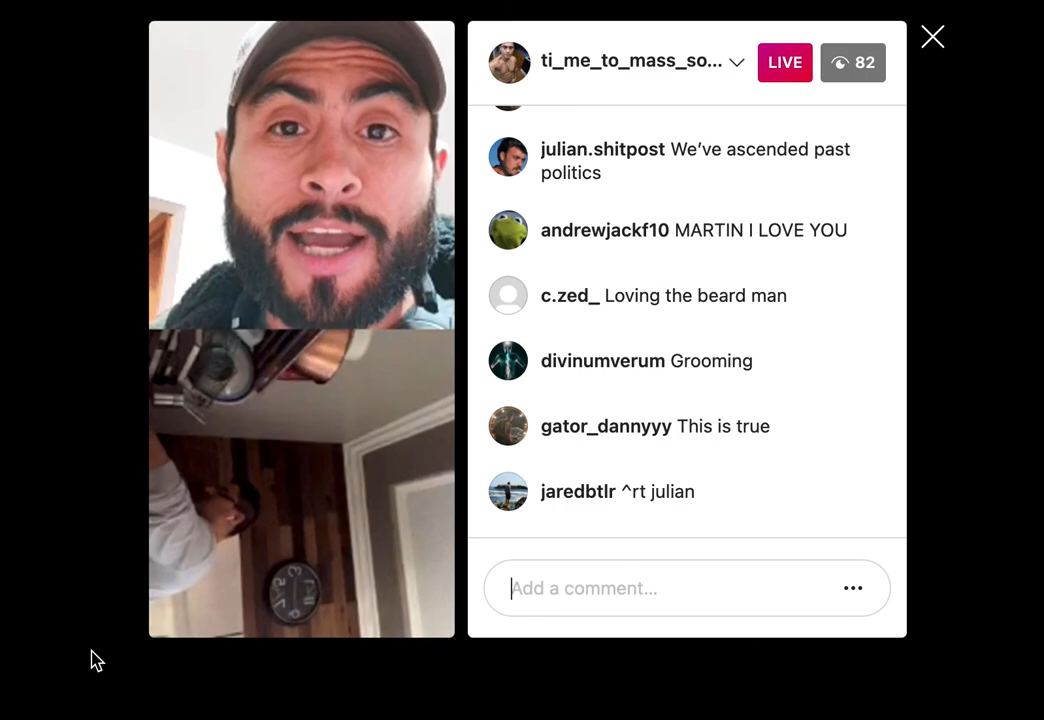 ti_me_to_mass_so...
LIVE
82
julian.shitpost We've ascended past
politics
andrewjackf10 MARTIN I LOVE YOU
c.zed_ Loving the beard man
divinumverum Grooming
gator_dannyyy This is true
jaredbtlr ^rt julian
Add a comment...